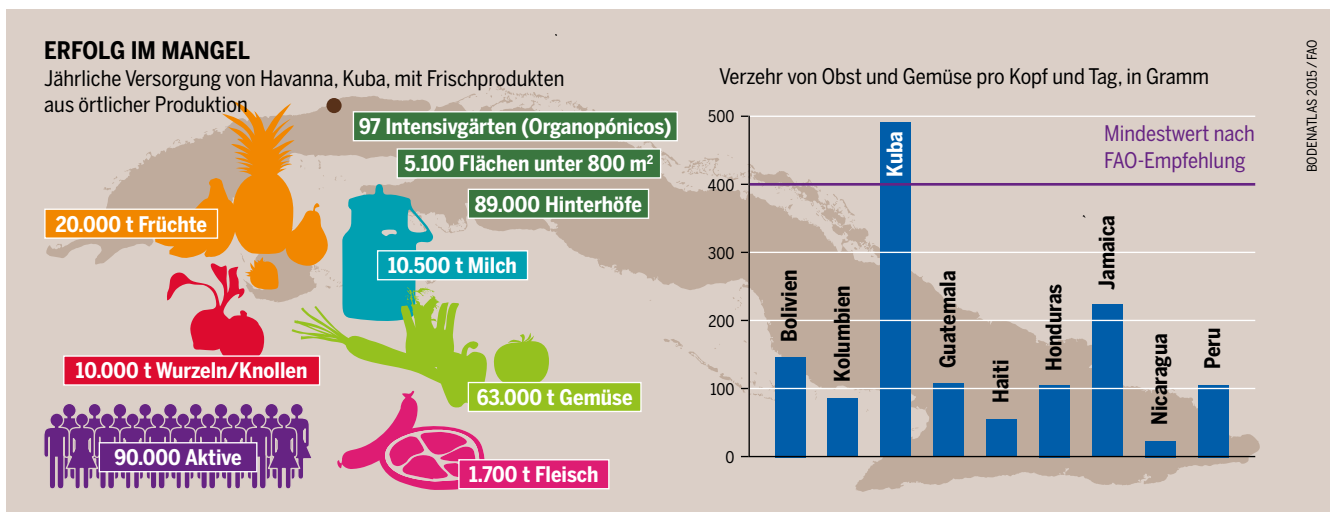 ERFOLG IM MANGEL
Jährliche Versorgung von Havanna, Kuba, mit Frischprodukten
aus örtlicher Produktion
97 Intensivgärten (Organopónicos)
5.100 Flächen unter 800 m²
89.000 Hinterhöfe
20.000 t Früchte
10.500 t Milch
10.000 t Wurzeln/Knollen
63.000 t Gemüse
90.000 Aktive
1.700 t Fleisch
Verzehr von Obst und Gemüse pro Kopf und Tag, in Gramm
500
400
300
200
100
0
Mindestwert nach
FAO-Empfehlung
Bolivien
Kolumbien
Kuba
Guatemala
Haiti
Honduras
Jamaica
Nicaragua
Peru
BODENATLAS 2015 / FAO